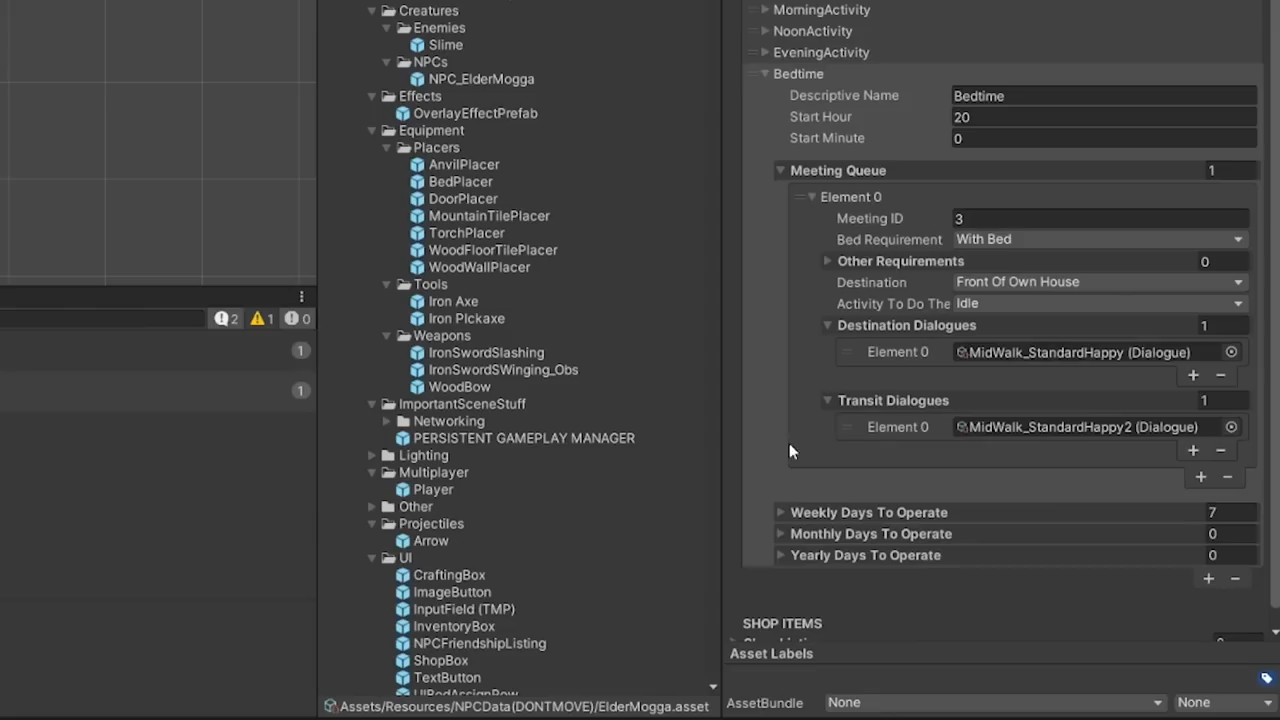 2 1 0
1
1
Creatures
Enemies
Slime
NPCs
NPC_ElderMogga
Effects
OverlayEffectPrefab
Equipment
Placers
AnvilPlacer
BedPlacer
DoorPlacer
MountainTilePlacer
TorchPlacer
WoodFloorTilePlacer
WoodWallPlacer
Tools
Iron Axe
Iron PIckaxe
Weapons
IronSwordSlashing
IronSwordSWinging_Obs
WoodBow
ImportantSceneStuff
Networking
PERSISTENT GAMEPLAY MANAGER
Lighting
Multiplayer
Player
Other
Projectiles
Arrow
UI
CraftingBox
ImageButton
InputField (TMP)
InventoryBox
NPCFriendshipListing
ShopBox
TextButton
Assets/Resources/NPCData(DONTMOVE)/ElderMogga.asset
MorningActivity
NoonActivity
EveningActivity
Bedtime
Descriptive Name Bedtime
Start Hour 20
Start Minute 0
Meeting Queue 1
Element 0
Meeting ID 3
Bed Requirement With Bed
Other Requirements 0
Destination Front Of Own House
Activity To Do The Idle
Destination Dialogues 1
Element 0 MidWalk_StandardHappy (Dialogue)
+ −
Transit Dialogues 1
Element 0 MidWalk_StandardHappy2 (Dialogue)
+ −
+ −
Weekly Days To Operate 7
Monthly Days To Operate 0
Yearly Days To Operate 0
+ −
SHOP ITEMS
Asset Labels
AssetBundle None None